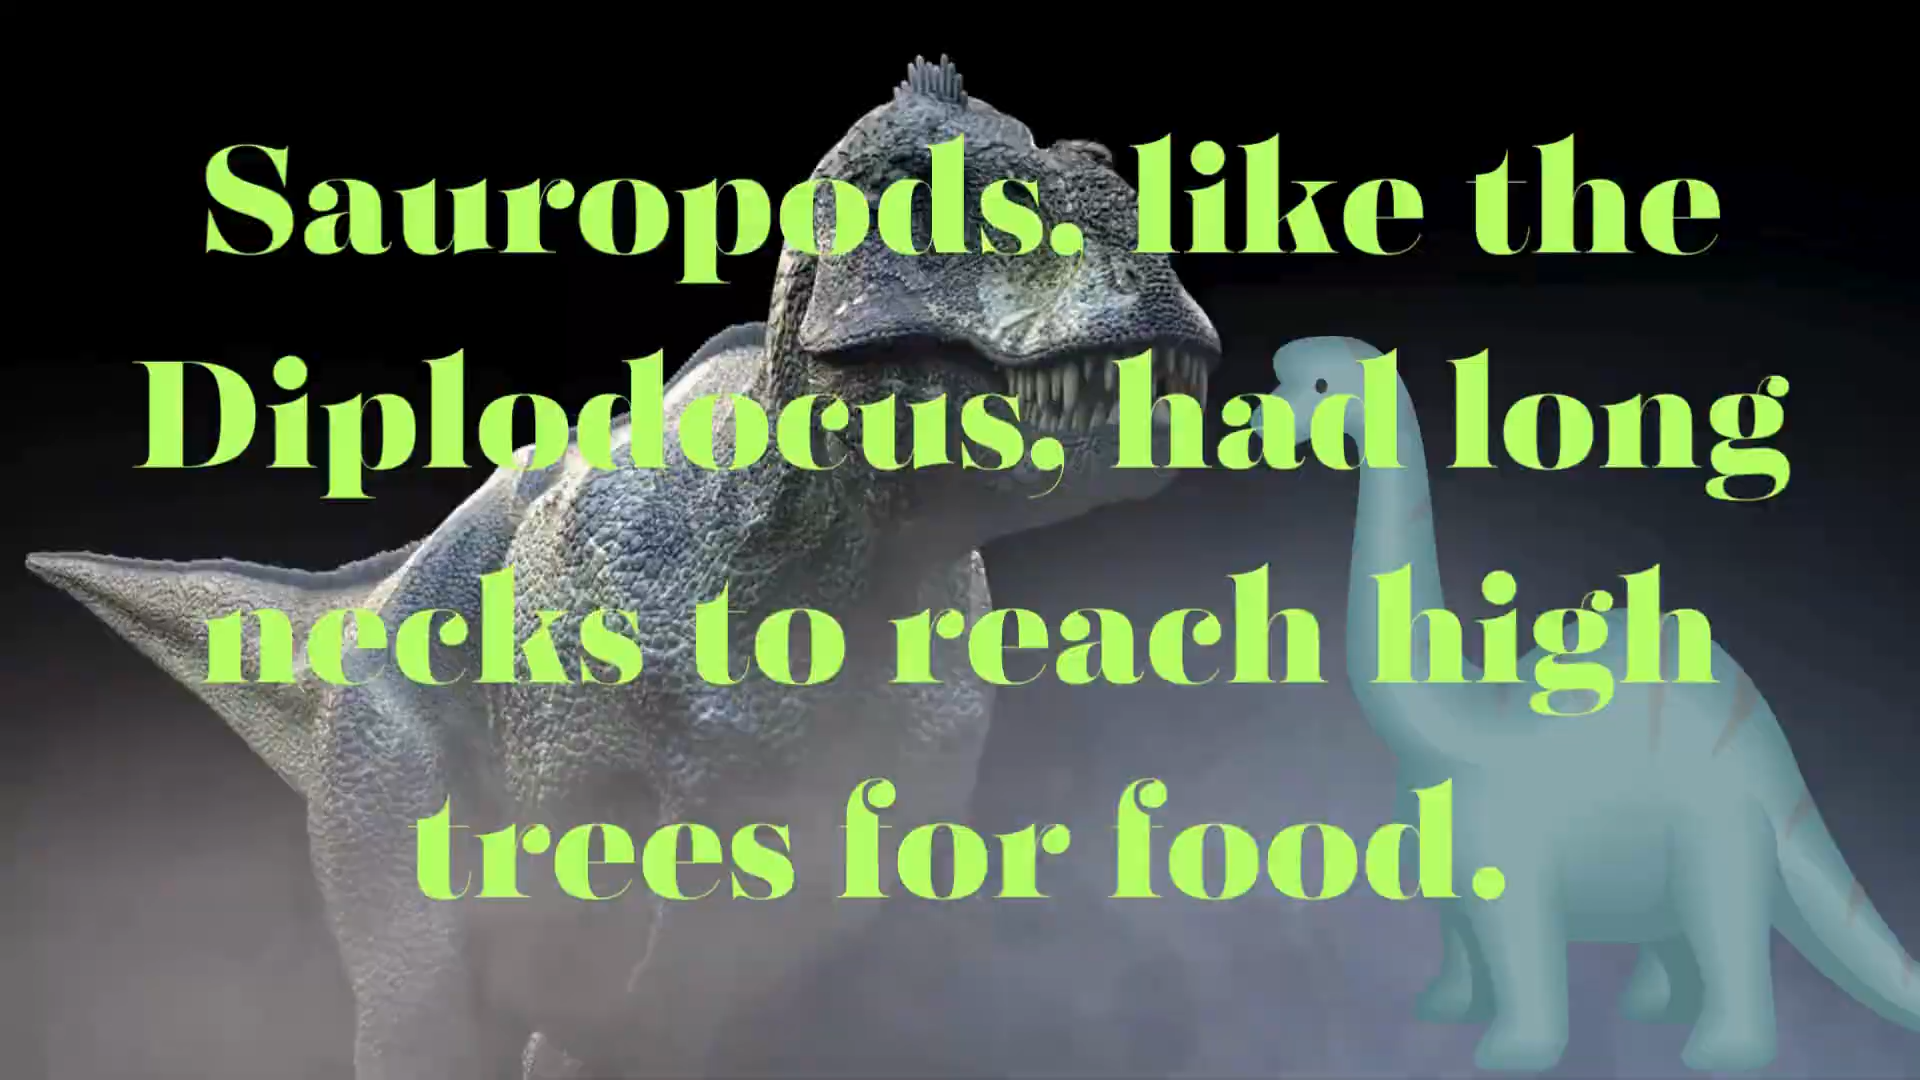 Sauropods, like the
Diplodocus, had long
necks to reach high
trees for food.